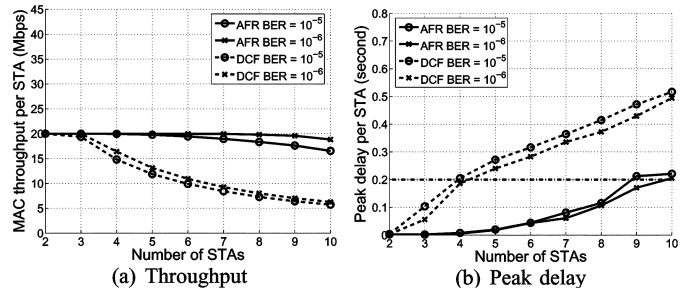 45
40
35
30
25
20
15
10
5
0
MAC throughput per STA (Mbps)
AFR BER = 10⁻⁵
AFR BER = 10⁻⁶
DCF BER = 10⁻⁵
DCF BER = 10⁻⁶
2 3 4 5 6 7 8 9 10
Number of STAs
(a) Throughput
0.8
0.7
0.6
0.5
0.4
0.3
0.2
0.1
0
Peak delay per STA (second)
AFR BER = 10⁻⁵
AFR BER = 10⁻⁶
DCF BER = 10⁻⁵
DCF BER = 10⁻⁶
2 3 4 5 6 7 8 9 10
Number of STAs
(b) Peak delay